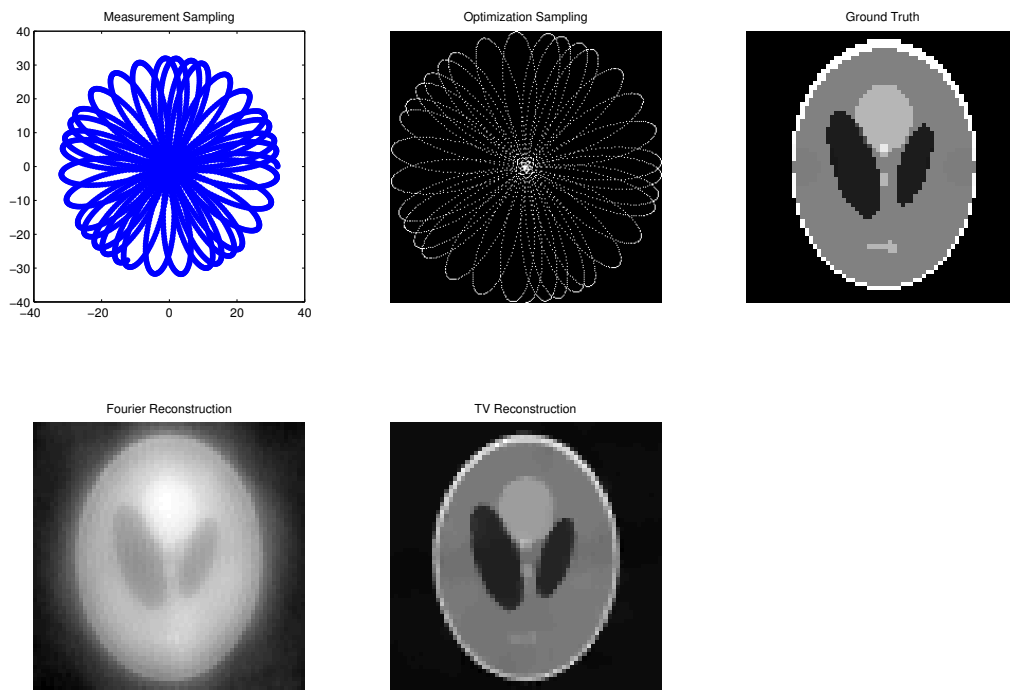 Measurement Sampling
Optimization Sampling
Ground Truth
40
30
20
10
0
−10
−20
−30
−40
−40
−20
0
20
40
Fourier Reconstruction
TV Reconstruction